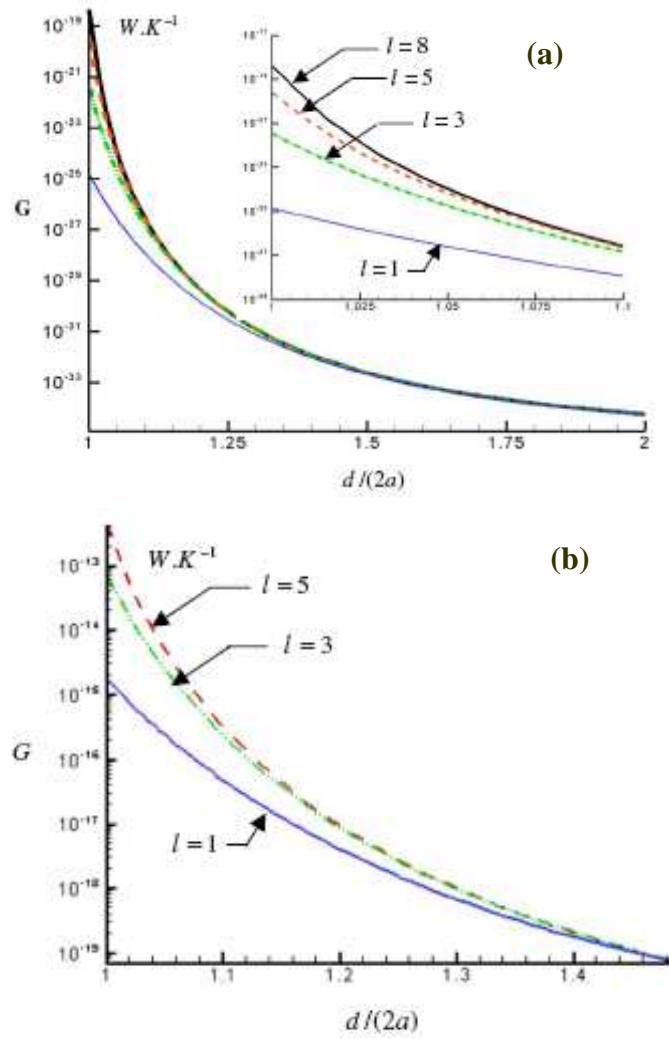 10⁻¹⁹
W.K⁻¹
(a)
l = 8
l = 5
l = 3
l = 1
1.025
1.05
1.075
10⁻²¹
10⁻²³
10⁻²⁵
G
10⁻²⁷
10⁻²⁹
10⁻³¹
10⁻³³
1 1.25 1.5 1.75 2
d /(2a)
W.K⁻¹
(b)
10⁻¹³
l = 5
10⁻¹⁴
l = 3
10⁻¹⁵
G
10⁻¹⁶
10⁻¹⁷
l = 1
10⁻¹⁸
10⁻¹⁹
1 1.1 1.2 1.3 1.4
d /(2a)